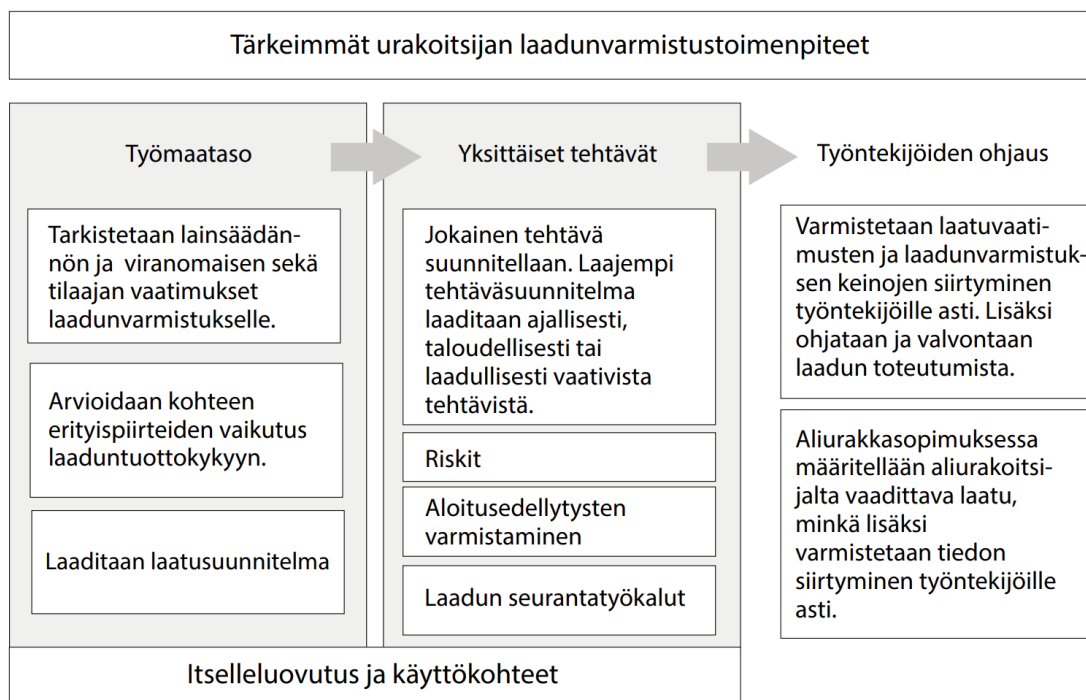 Tärkeimmät urakoitsijan laadunvarmistustoimenpiteet
Työmaataso
Tarkistetaan lainsäädän-
nön ja viranomaisen sekä
tilaajan vaatimukset
laadunvarmistukselle.
Arvioidaan kohteen
erityispiirteiden vaikutus
laaduntuottokykyyn.
Laaditaan laatusuunnitelma
Yksittäiset tehtävät
Jokainen tehtävä
suunnitellaan. Laajempi
tehtäväsuunnitelma
laaditaan ajallisesti,
taloudellisesti tai
laadullisesti vaativista
tehtävistä.
Riskit
Aloitusedellytysten
varmistaminen
Laadun seurantatyökalut
Työntekijöiden ohjaus
Varmistetaan laatuvaati-
musten ja laadunvarmistuk-
sen keinojen siirtyminen
työntekijöille asti. Lisäksi
ohjataan ja valvontaan
laadun toteutumista.
Aliurakkasopimuksessa
määritellään aliurakoitsi-
jalta vaadittava laatu,
minkä lisäksi
varmistetaan tiedon
siirtyminen työntekijöille
asti.
Itselleluovutus ja käyttökohteet